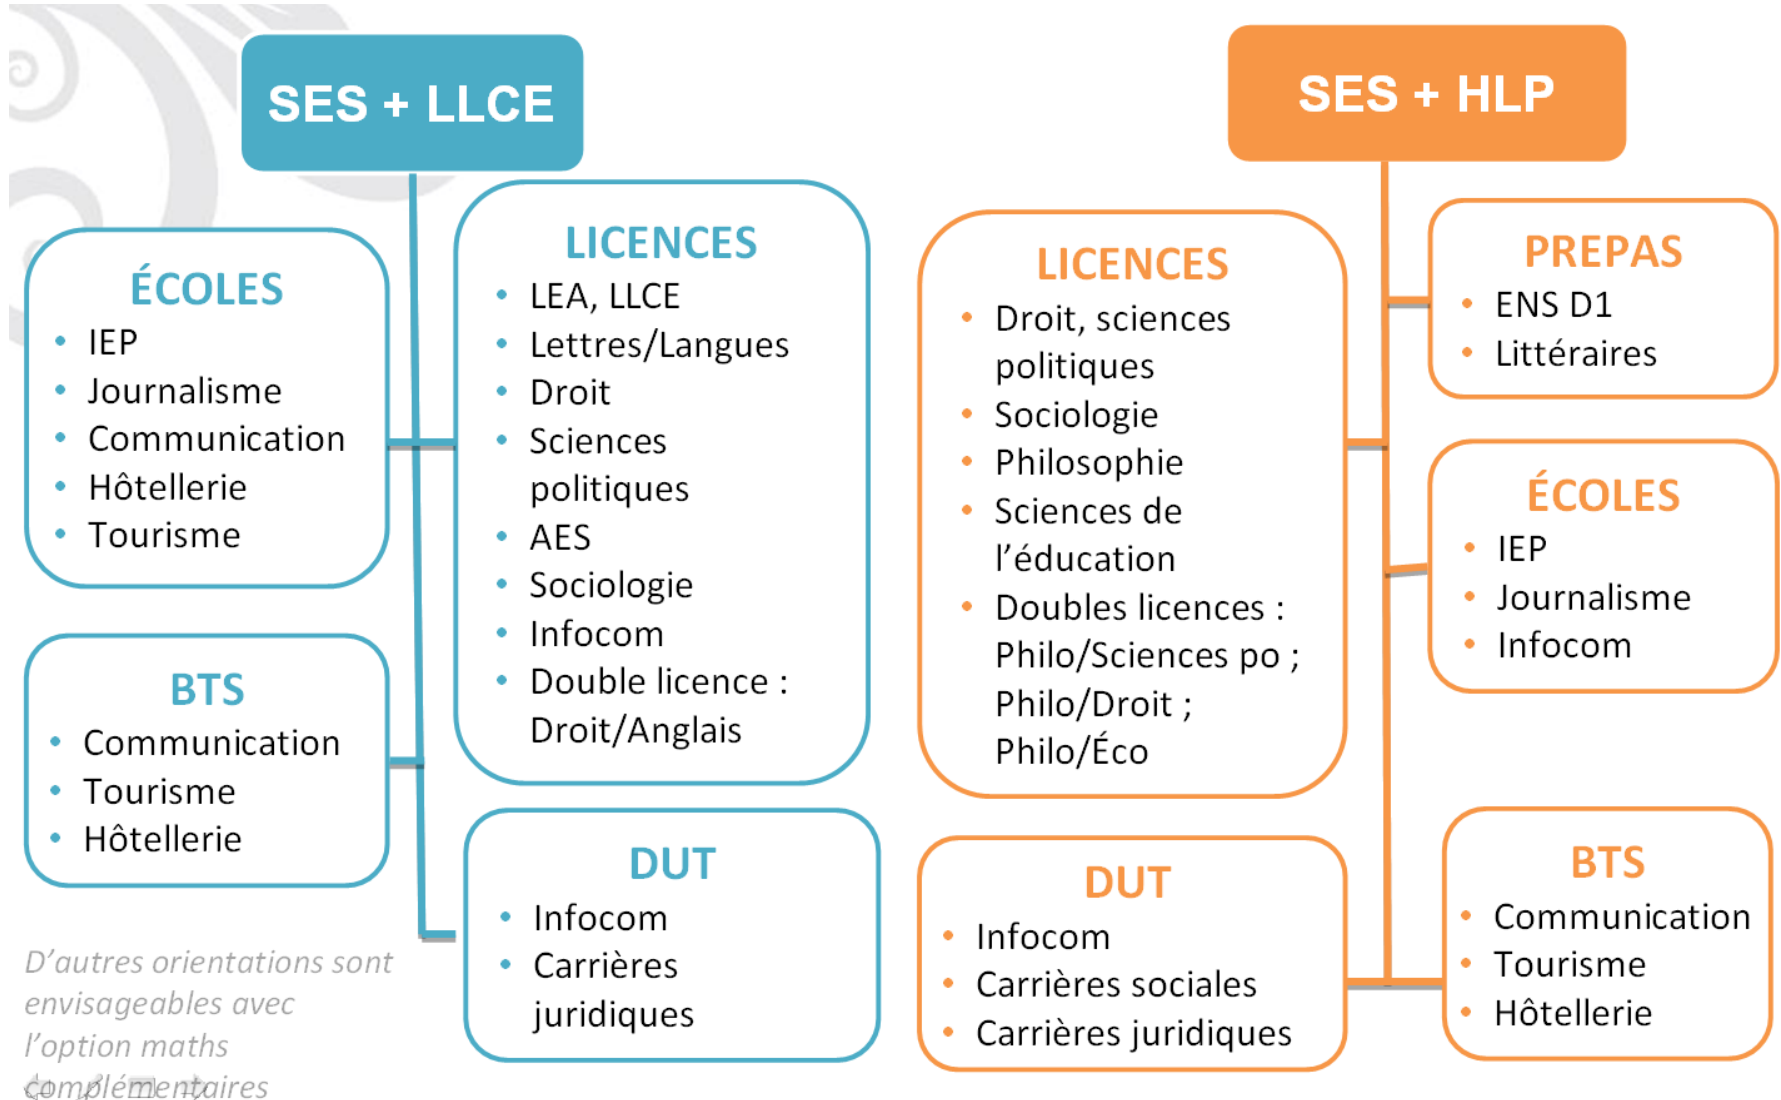 SES + LLCE
ÉCOLES
• IEP
• Journalisme
• Communication
• Hôtellerie
• Tourisme
LICENCES
• LEA, LLCE
• Lettres/Langues
• Droit
• Sciences
politiques
• AES
• Sociologie
• Infocom
• Double licence :
Droit/Anglais
BTS
• Communication
• Tourisme
• Hôtellerie
DUT
• Infocom
• Carrières
juridiques
D'autres orientations sont
envisageables avec
l'option maths
complémentaires
SES + HLP
LICENCES
• Droit, sciences
politiques
• Sociologie
• Philosophie
• Sciences de
l'éducation
• Doubles licences :
Philo/Sciences po ;
Philo/Droit ;
Philo/Éco
PREPAS
• ENS D1
• Littéraires
ÉCOLES
• IEP
• Journalisme
• Infocom
DUT
• Infocom
• Carrières sociales
• Carrières juridiques
BTS
• Communication
• Tourisme
• Hôtellerie